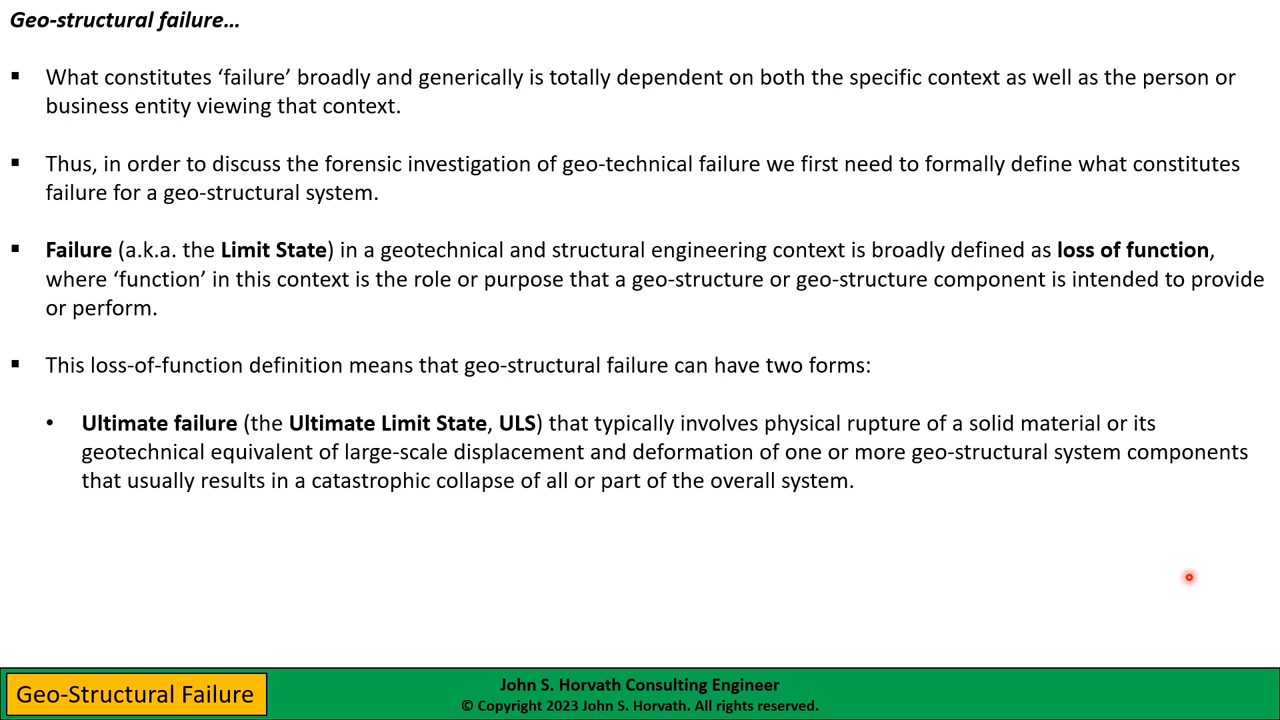 Geo-structural failure…
▪ What constitutes ‘failure’ broadly and generically is totally dependent on both the specific context as well as the person or
business entity viewing that context.
▪ Thus, in order to discuss the forensic investigation of geo-technical failure we first need to formally define what constitutes
failure for a geo-structural system.
▪ Failure (a.k.a. the Limit State) in a geotechnical and structural engineering context is broadly defined as loss of function,
where ‘function’ in this context is the role or purpose that a geo-structure or geo-structure component is intended to provide
or perform.
▪ This loss-of-function definition means that geo-structural failure can have two forms:
• Ultimate failure (the Ultimate Limit State, ULS) that typically involves physical rupture of a solid material or its
geotechnical equivalent of large-scale displacement and deformation of one or more geo-structural system components
that usually results in a catastrophic collapse of all or part of the overall system.
Geo-Structural Failure
John S. Horvath Consulting Engineer
© Copyright 2023 John S. Horvath. All rights reserved.